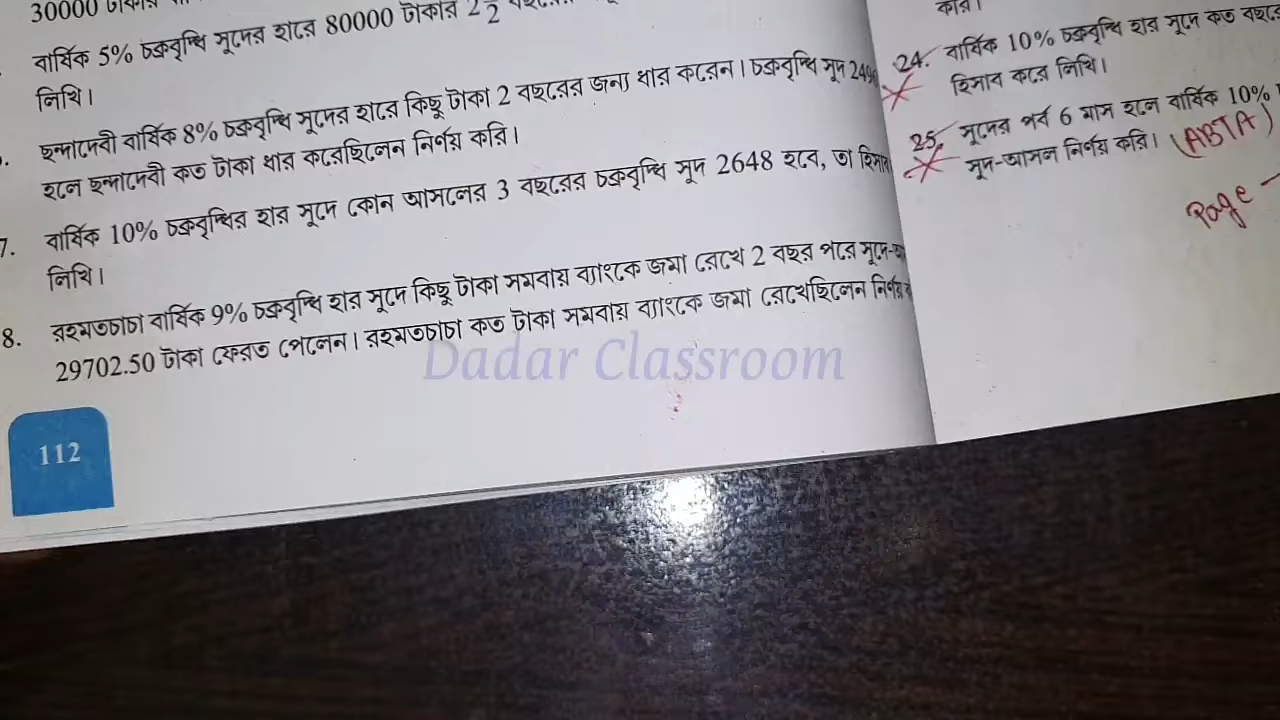 30000
বার্ষিক 5% চক্রবৃদ্ধি সুদের হারে 80000 টাকার 2½
লিখি।
ছন্দাদেবী বার্ষিক 8% চক্রবৃদ্ধি সুদের হারে কিছু টাকা 2 বছরের জন্য ধার করেন। চক্রবৃদ্ধি সুদ 2496
হলে ছন্দাদেবী কত টাকা ধার করেছিলেন নির্ণয় করি।
7. বার্ষিক 10% চক্রবৃদ্ধির হার সুদে কোন আসলের 3 বছরের চক্রবৃদ্ধি সুদ 2648 হবে, তা হিসাব
লিখি।
8. রহমতচাচা বার্ষিক 9% চক্রবৃদ্ধি হার সুদে কিছু টাকা সমবায় ব্যাংকে জমা রেখে 2 বছর পরে সুদে-
29702.50 টাকা ফেরত পেলেন। রহমতচাচা কত টাকা সমবায় ব্যাংকে জমা রেখেছিলেন নির্ণয়
Dadar Classroom
112
করি।
24. বার্ষিক 10% চক্রবৃদ্ধি হার সুদে কত বছরে
হিসাব করে লিখি।
25. সুদের পর্ব 6 মাস হলে বার্ষিক 10%
সুদ-আসল নির্ণয় করি। (ABTA)
Page –